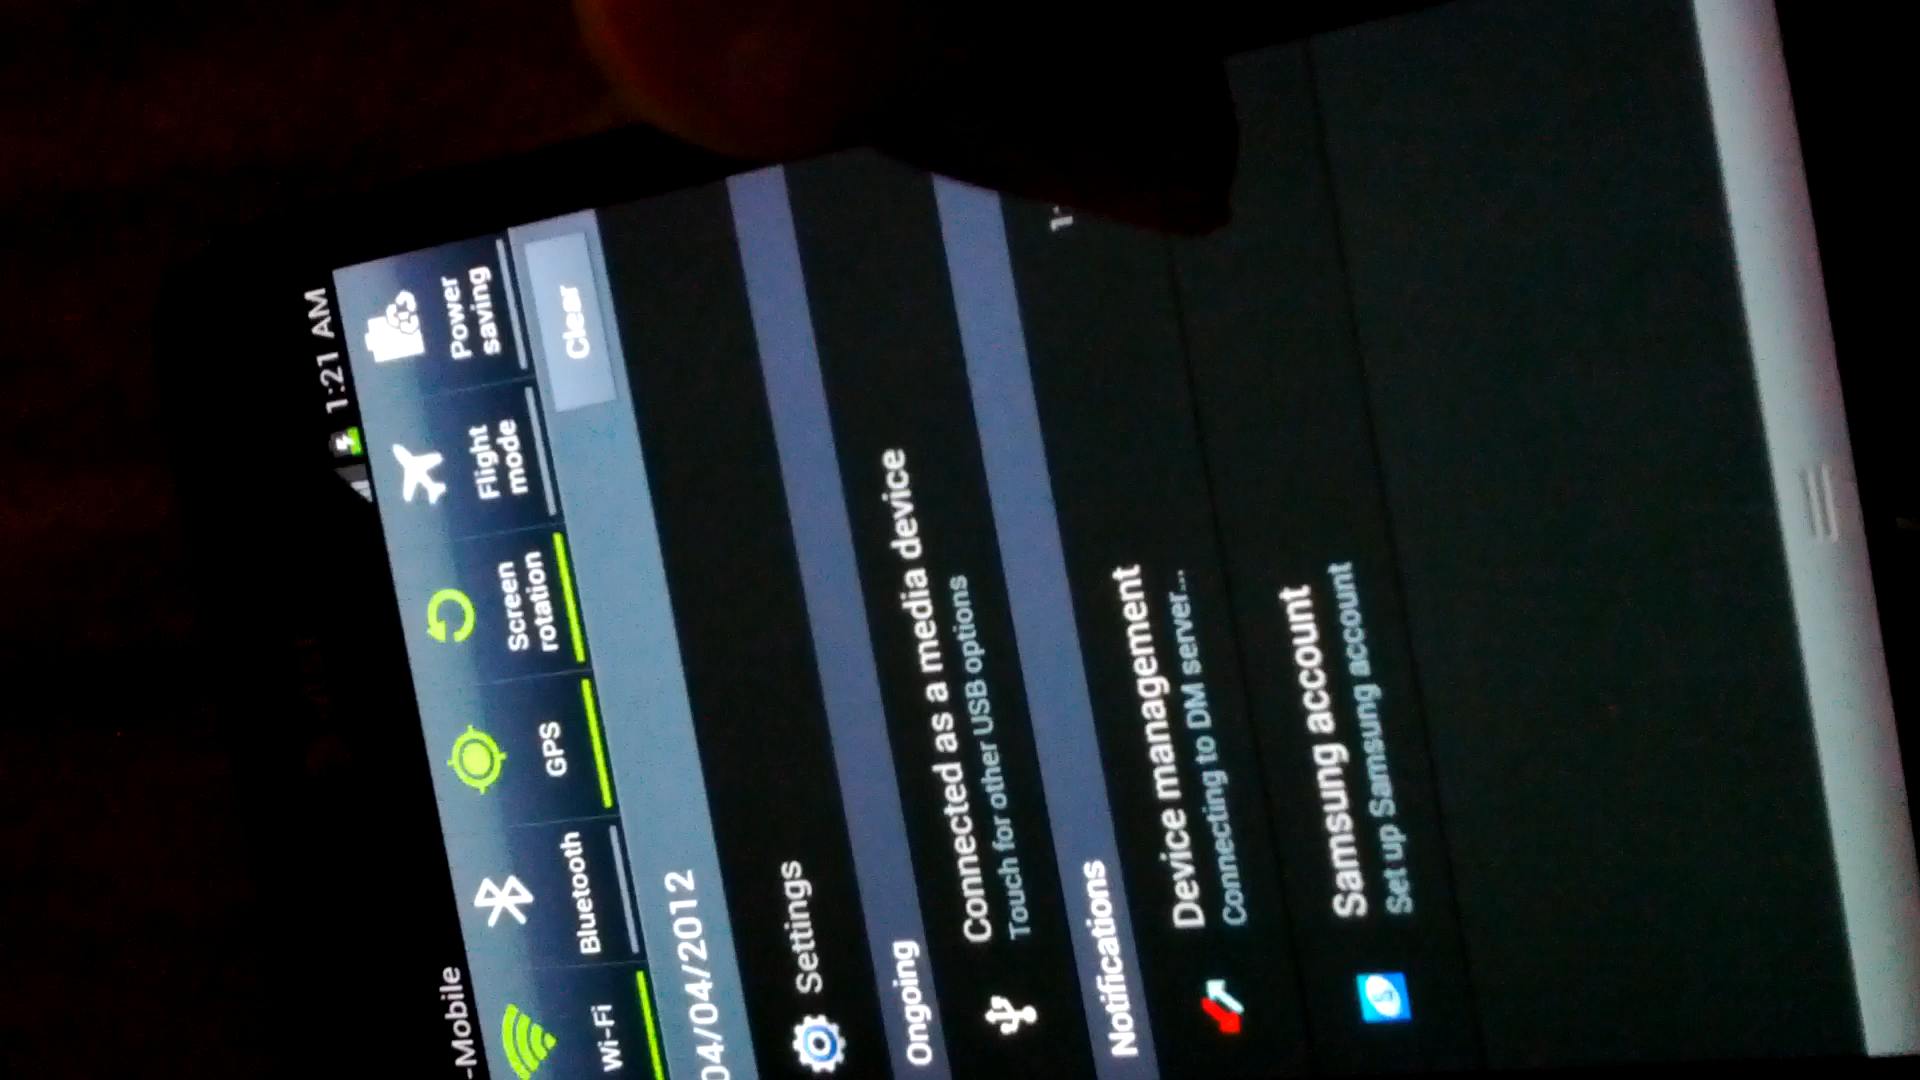 -Mobile
1:21 AM
Wi-Fi
Bluetooth
GPS
Screen
rotation
Flight
mode
Power
saving
04/04/2012
Clear
Settings
Ongoing
Connected as a media device
Touch for other USB options
Notifications
Device management
Connecting to DM server...
Samsung account
Set up Samsung account